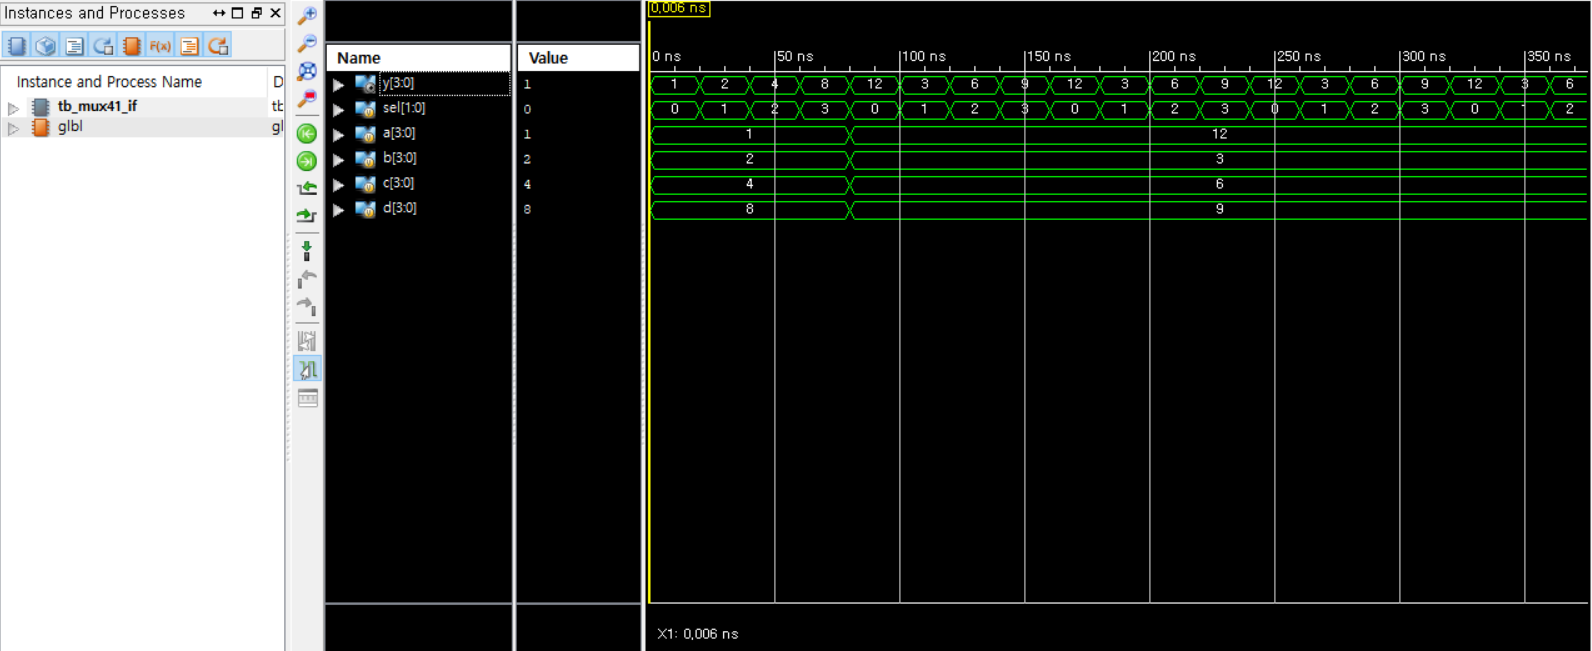 Instances and Processes
Instance and Process Name D
tb_mux41_if tb
glbl gl
F(x)
Name Value
y[3:0] 1
sel[1:0] 0
a[3:0] 1
b[3:0] 2
c[3:0] 4
d[3:0] 8
0,006 ns
0 ns 50 ns 100 ns 150 ns 200 ns 250 ns 300 ns 350 ns
1 2 4 8 12 3 6 9 12 3 6 9 12 3 6 9 12 3 6
0 1 2 3 0 1 2 3 0 1 2 3 0 1 2 3 0 1 2
1 12
2 3
4 6
8 9
X1: 0,006 ns